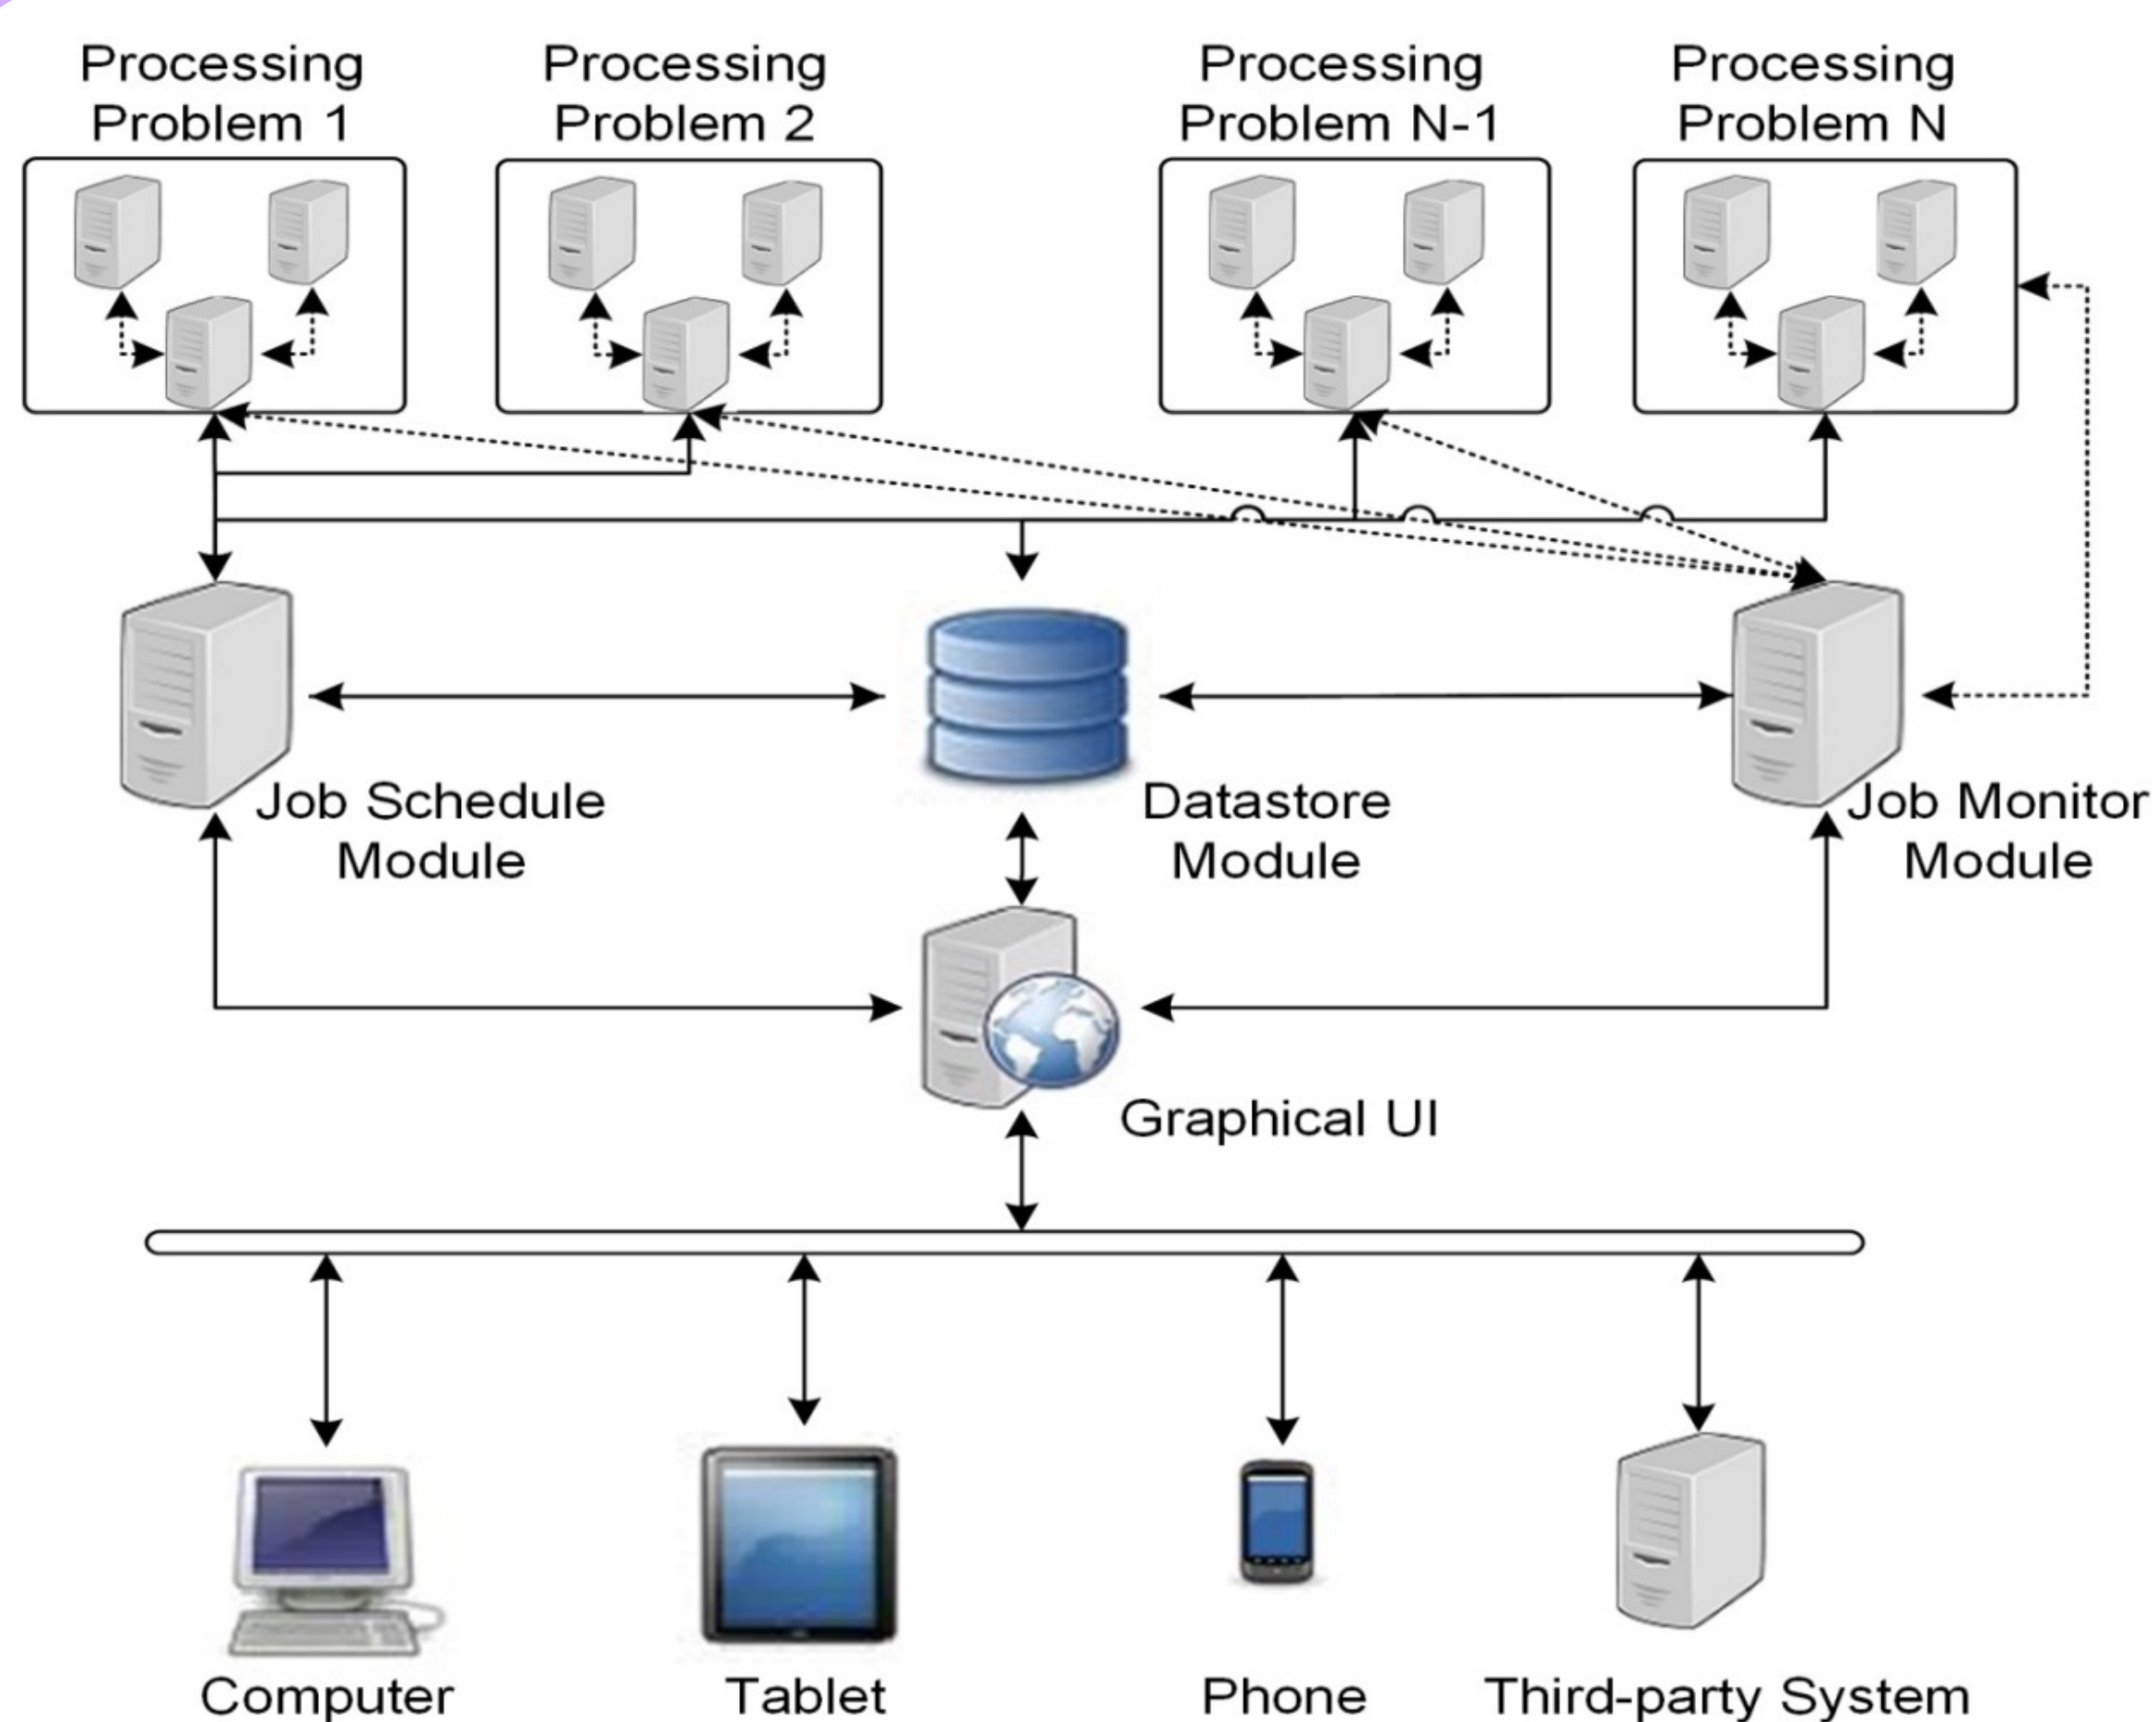 Processing
Problem 1
Processing
Problem 2
Processing
Problem N-1
Processing
Problem N
Job Schedule
Module
Datastore
Module
Job Monitor
Module
Graphical UI
Computer
Tablet
Phone
Third-party System